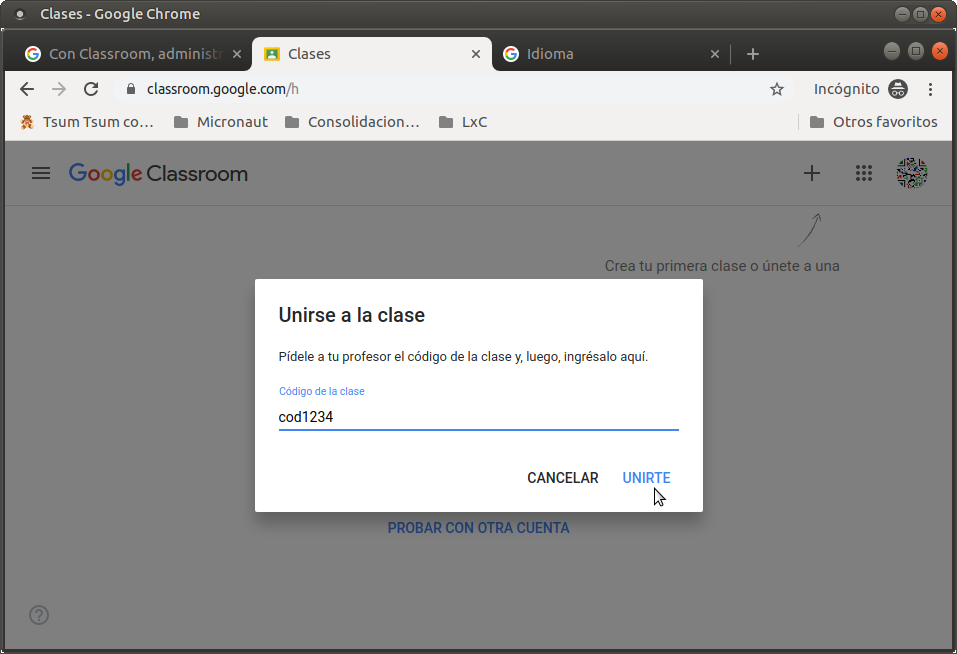 Clases - Google Chrome
Con Classroom, administr
Clases
Idioma
classroom.google.com/h
Incógnito
Tsum Tsum co...
Micronaut
Consolidacion...
LxC
Otros favoritos
Google Classroom
Crea tu primera clase o únete a una
Unirse a la clase
Pídele a tu profesor el código de la clase y, luego, ingrésalo aquí.
Código de la clase
cod1234
CANCELAR
UNIRTE
PROBAR CON OTRA CUENTA